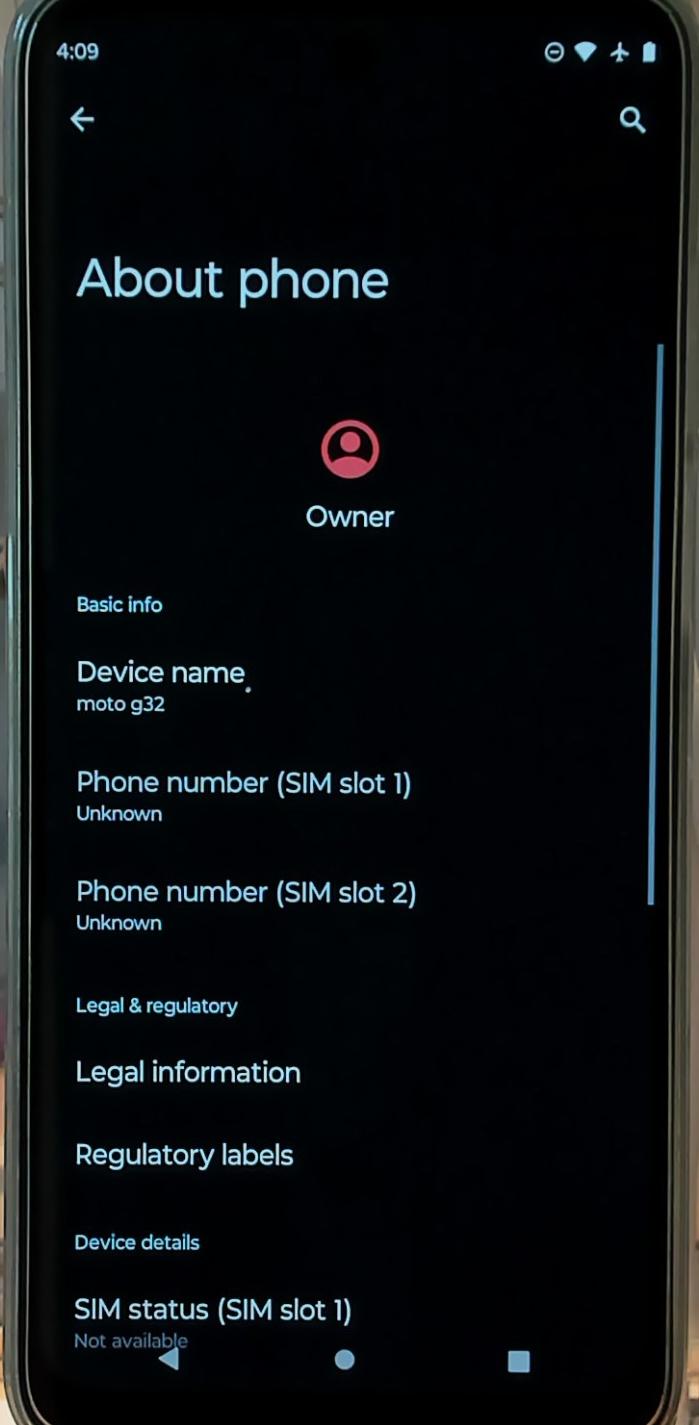 4:09
About phone
Owner
Basic info
Device name
moto g32
Phone number (SIM slot 1)
Unknown
Phone number (SIM slot 2)
Unknown
Legal & regulatory
Legal information
Regulatory labels
Device details
SIM status (SIM slot 1)
Not available